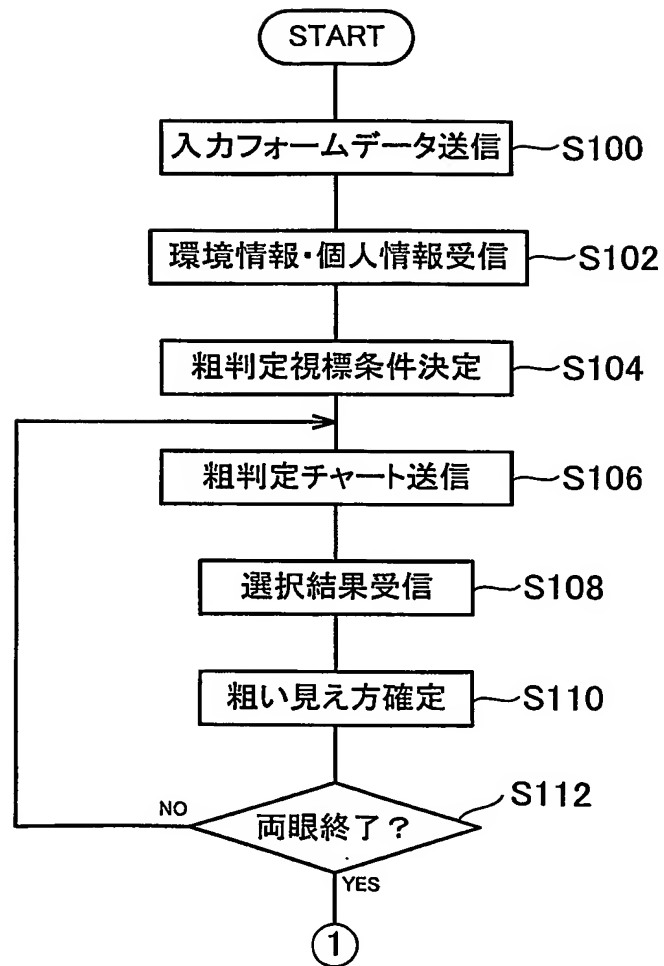 START
入力フォームデータ送信 S100
環境情報・個人情報受信 S102
粗判定視標条件決定 S104
粗判定チャート送信 S106
選択結果受信 S108
粗い見え方確定 S110
S112
NO 両眼終了？
YES
1